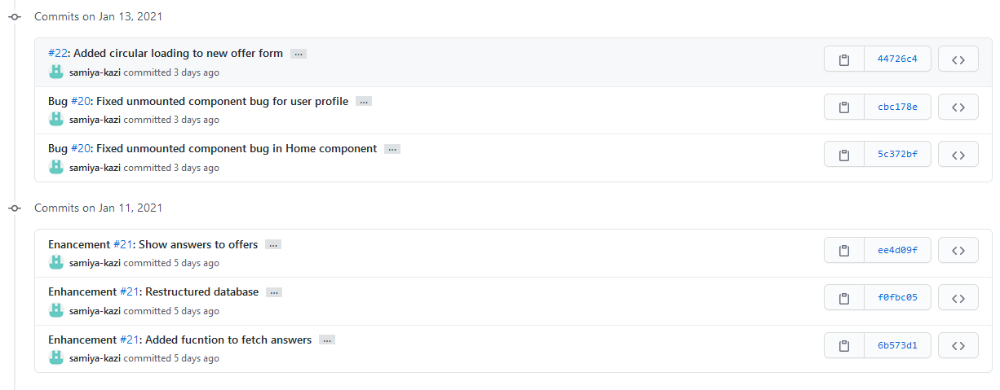 Commits on Jan 13, 2021
#22: Added circular loading to new offer form ...
44726c4
samiya-kazi committed 3 days ago
Bug #20: Fixed unmounted component bug for user profile ...
cbc178e
samiya-kazi committed 3 days ago
Bug #20: Fixed unmounted component bug in Home component ...
5c372bf
samiya-kazi committed 3 days ago
Commits on Jan 11, 2021
Enancement #21: Show answers to offers ...
ee4d09f
samiya-kazi committed 5 days ago
Enhancement #21: Restructured database ...
f0fbc05
samiya-kazi committed 5 days ago
Enhancement #21: Added fucntion to fetch answers ...
6b573d1
samiya-kazi committed 5 days ago